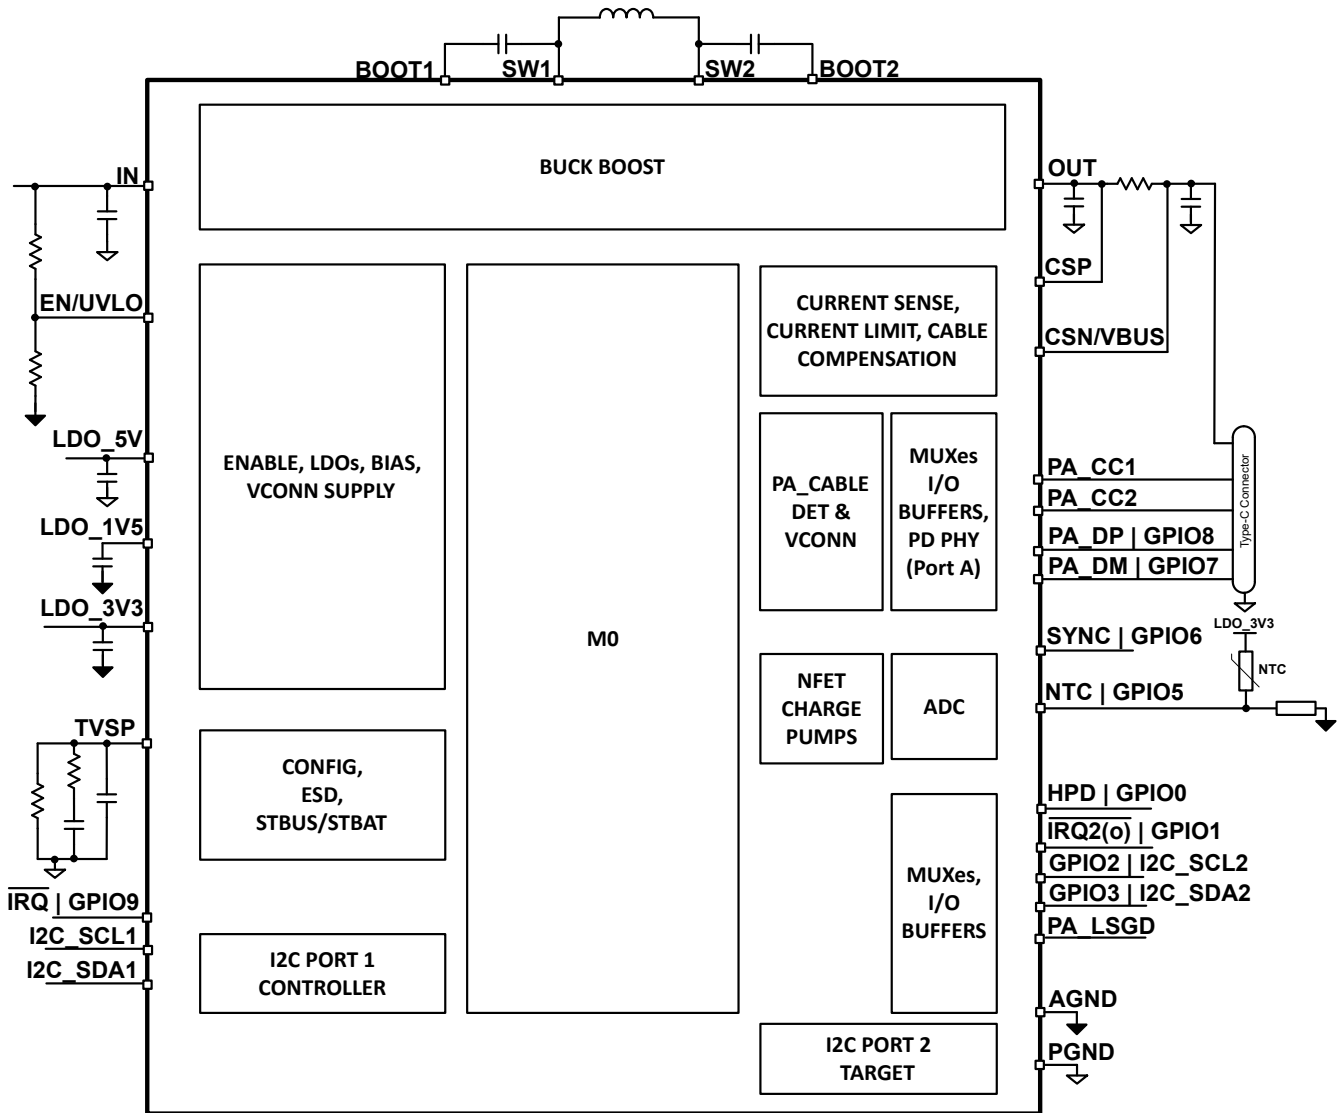 BOOT1
SW1
SW2
BOOT2
BUCK BOOST
IN
EN/UVLO
LDO_5V
LDO_1V5
LDO_3V3
TVSP
IRQ | GPIO9
I2C_SCL1
I2C_SDA1
ENABLE, LDOs, BIAS,
VCONN SUPPLY
CONFIG,
ESD,
STBUS/STBAT
I2C PORT 1
CONTROLLER
M0
CURRENT SENSE,
CURRENT LIMIT, CABLE
COMPENSATION
PA_CABLE
DET &
VCONN
MUXes
I/O
BUFFERS,
PD PHY
(Port A)
NFET
CHARGE
PUMPS
ADC
MUXes,
I/O
BUFFERS
I2C PORT 2
TARGET
OUT
CSP
CSN/VBUS
PA_CC1
PA_CC2
PA_DP | GPIO8
PA_DM | GPIO7
Type-C Connector
SYNC | GPIO6
LDO_3V3
NTC
NTC | GPIO5
HPD | GPIO0
IRQ2(o) | GPIO1
GPIO2 | I2C_SCL2
GPIO3 | I2C_SDA2
PA_LSGD
AGND
PGND